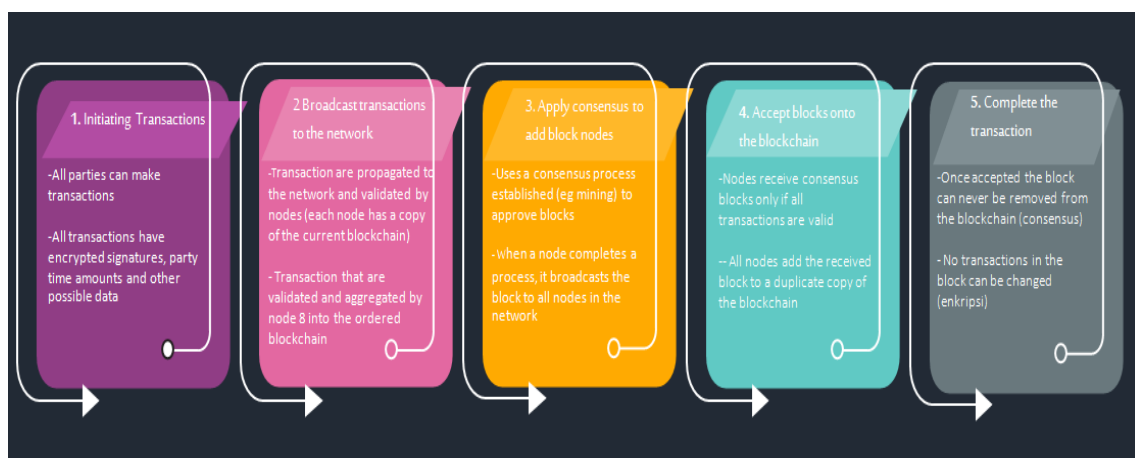 1. Initiating Transactions
-All parties can make
transactions
-All transactions have
encrypted signatures, party
time amounts and other
possible data
2 Broadcast transactions
to the network
-Transaction are propagated to
the network and validated by
nodes (each node has a copy
of the current blockchain)
- Transaction that are
validated and aggregated by
node 8 into the ordered
blockchain
3. Apply consensus to
add block nodes
-Uses a consensus process
established (eg mining) to
approve blocks
- when a node completes a
process, it broadcasts the
block to all nodes in the
network
4. Accept blocks onto
the blockchain
-Nodes receive consensus
blocks only if all
transactions are valid
-- All nodes add the received
block to a duplicate copy of
the blockchain
5. Complete the
transaction
-Once accepted the block
can never be removed from
the blockchain (consensus)
- No transactions in the
block can be changed
(enkripsi)